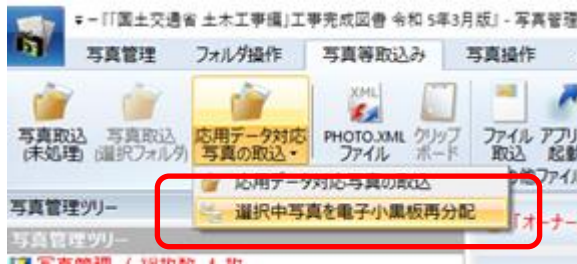 －「『国土交通省 土木工事編』工事完成図書 令和 5年3月版』 - 写真管理
写真管理 フォルダ操作 写真等取込み 写真操作
写真取込 (未処理)
写真取込 (選択フォルダ)
応用データ対応 写真の取込
PHOTO.XML ファイル
クリップ ボード
ファイル 取込
アプリ 起動
応用データ対応写真の取込
選択中写真を電子小黒板再分配
写真管理ツリー
写真管理ツリー
「オーナー
写真管理